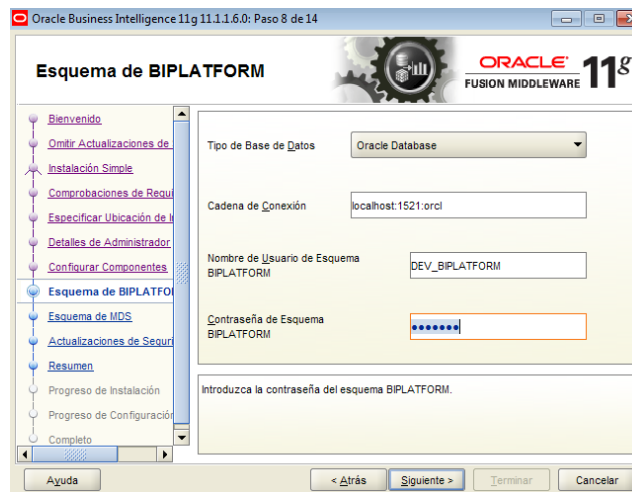 Oracle Business Intelligence 11g 11.1.1.6.0: Paso 8 de 14
Esquema de BIPLATFORM
ORACLE
FUSION MIDDLEWARE 11g
Bienvenido
Omitir Actualizaciones de
Instalación Simple
Comprobaciones de Requi
Especificar Ubicación de I
Detalles de Administrador
Configurar Componentes
Esquema de BIPLATFO
Esquema de MDS
Actualizaciones de Seguri
Resumen
Progreso de Instalación
Progreso de Configuración
Completo
Tipo de Base de Datos
Oracle Database
Cadena de Conexión
localhost:1521:orcl
Nombre de Usuario de Esquema
BIPLATFORM
DEV_BIPLATFORM
Contraseña de Esquema
BIPLATFORM
•••••••
Introduzca la contraseña del esquema BIPLATFORM.
Ayuda
< Atrás
Siguiente >
Terminar
Cancelar